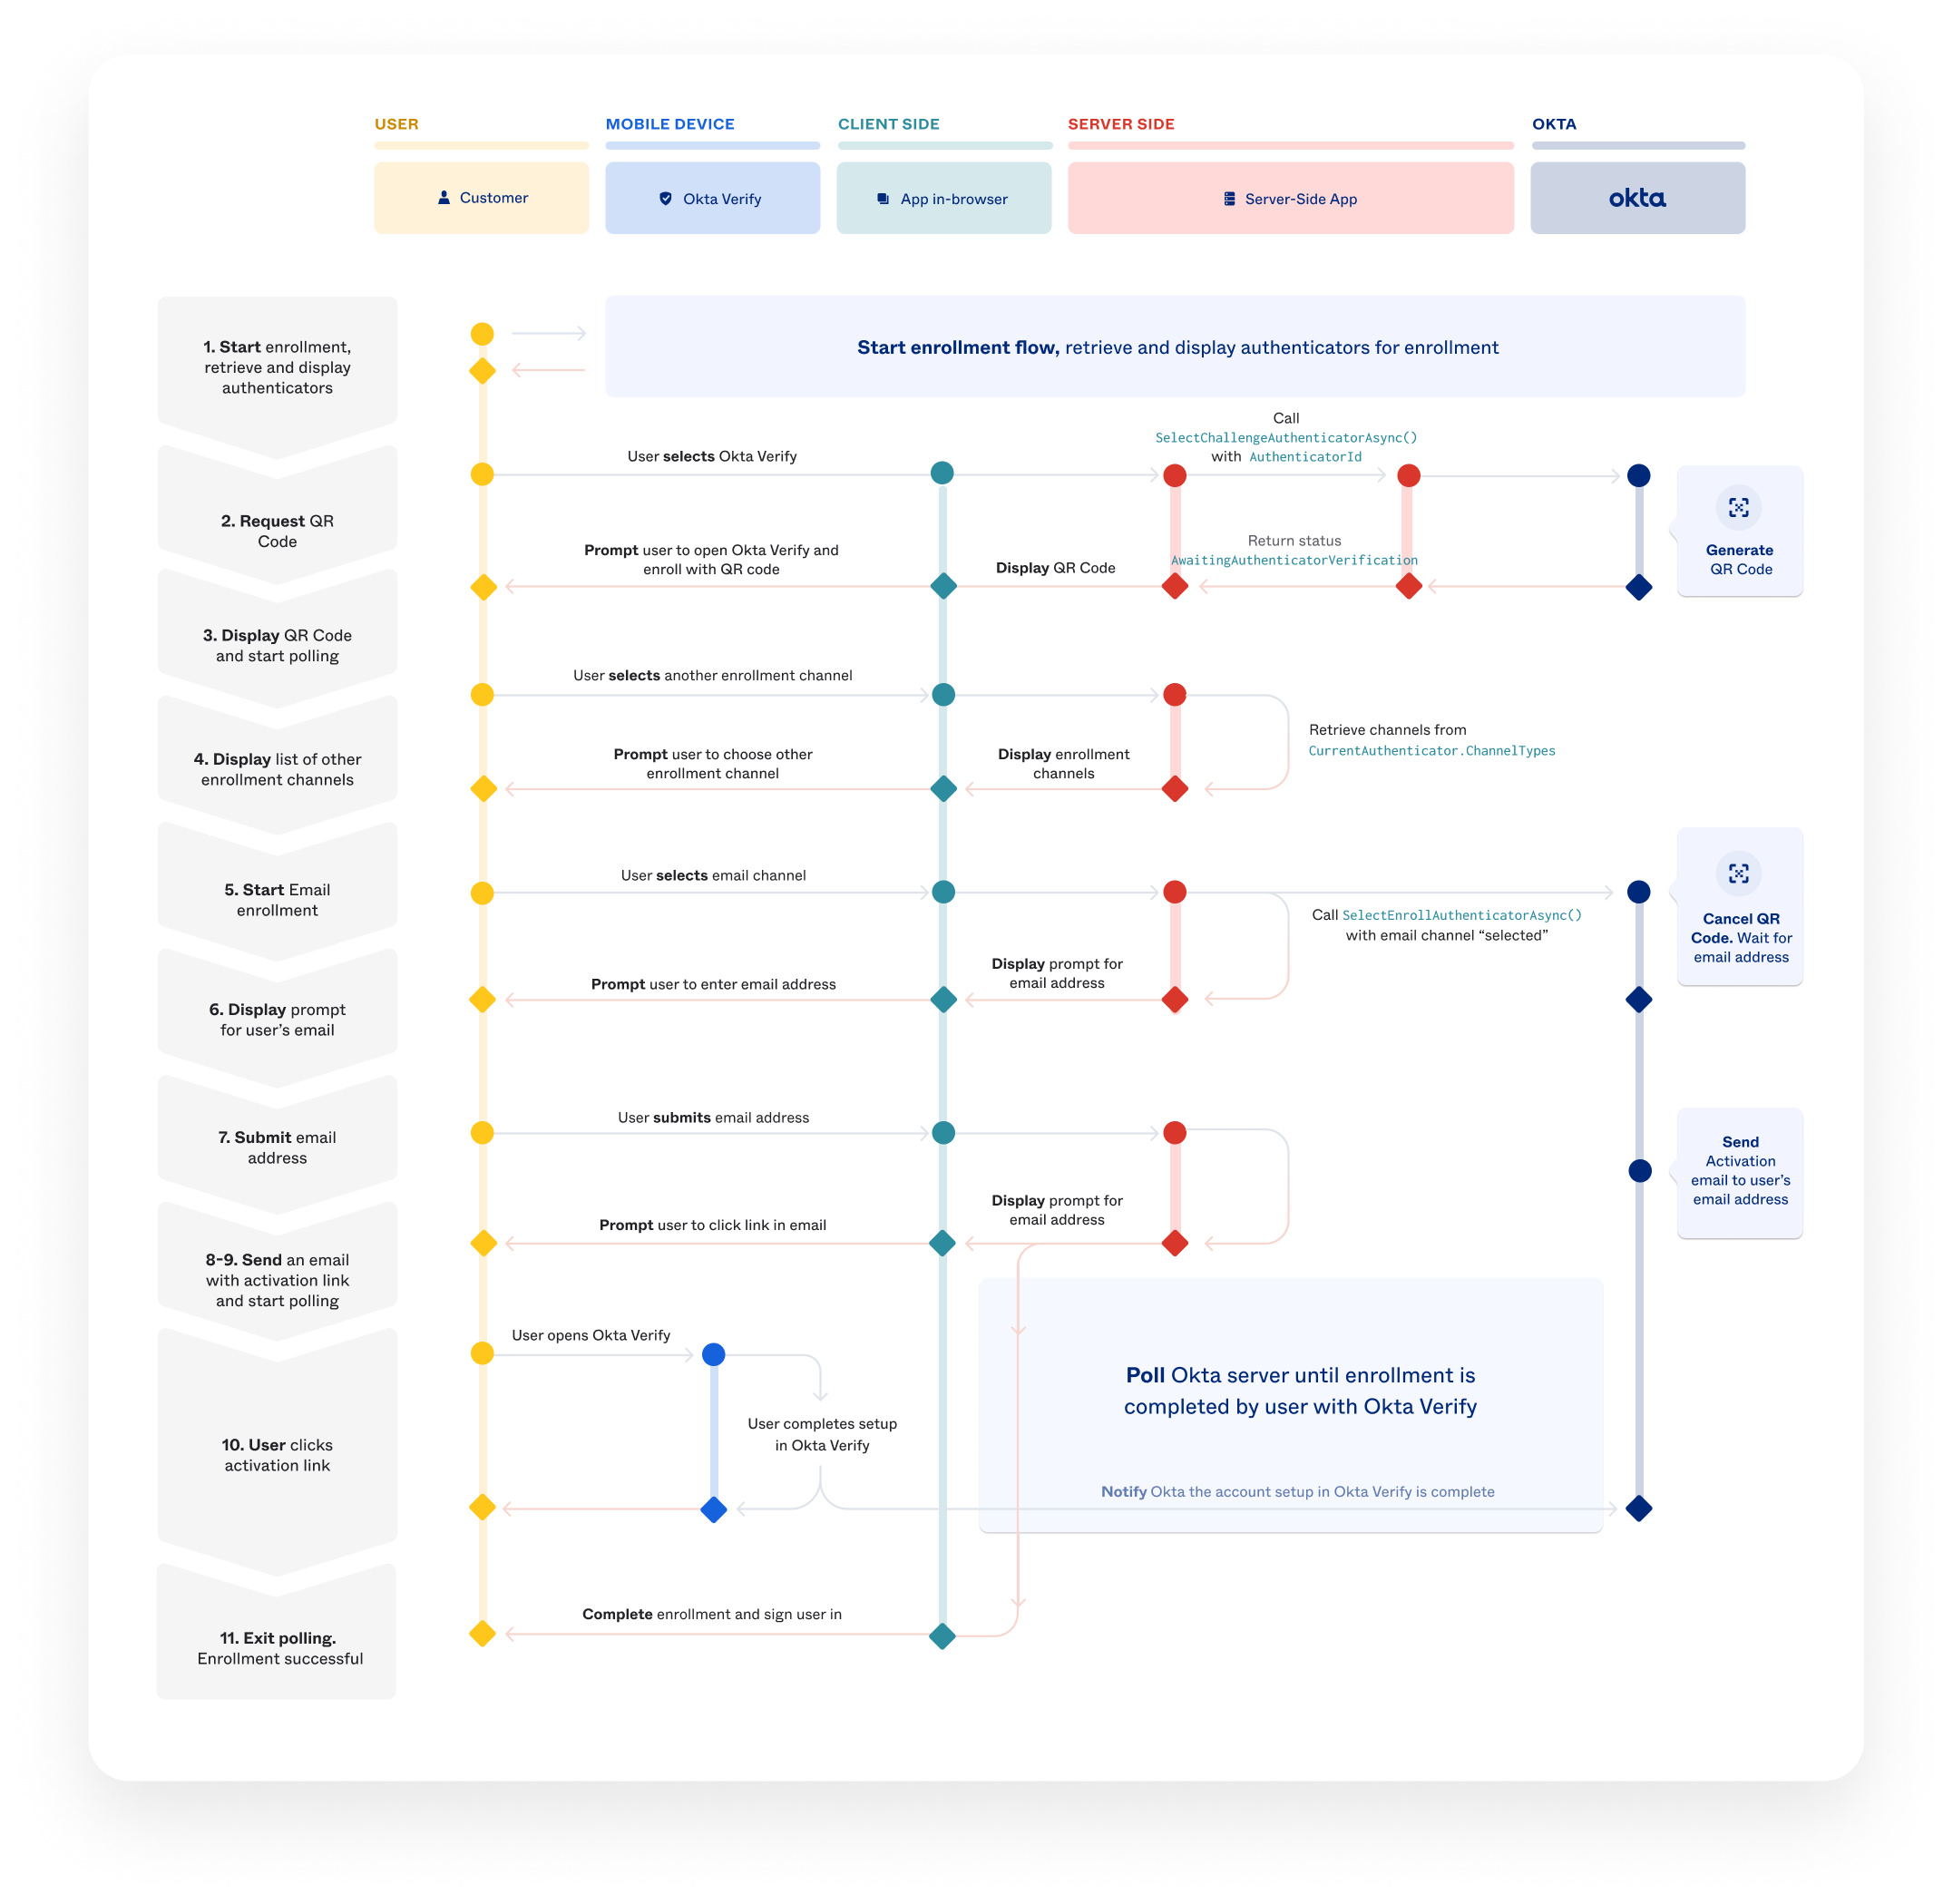 USER
MOBILE DEVICE
CLIENT SIDE
SERVER SIDE
OKTA
Customer
Okta Verify
App in-browser
Server-Side App
okta
1. Start enrollment,
retrieve and display
authenticators
Start enrollment flow, retrieve and display authenticators for enrollment
2. Request QR
Code
User selects Okta Verify
Call
SelectChallengeAuthenticatorAsync()
with AuthenticatorId
Generate
QR Code
Prompt user to open Okta Verify and
enroll with QR code
Display QR Code
Return status
AwaitingAuthenticatorVerification
3. Display QR Code
and start polling
User selects another enrollment channel
Retrieve channels from
CurrentAuthenticator.ChannelTypes
4. Display list of other
enrollment channels
Prompt user to choose other
enrollment channel
Display enrollment
channels
5. Start Email
enrollment
User selects email channel
Call SelectEnrollAuthenticatorAsync()
with email channel “selected”
Cancel QR
Code. Wait for
email address
6. Display prompt
for user’s email
Prompt user to enter email address
Display prompt for
email address
7. Submit email
address
User submits email address
Send
Activation
email to user’s
email address
8-9. Send an email
with activation link
and start polling
Prompt user to click link in email
Display prompt for
email address
10. User clicks
activation link
User opens Okta Verify
User completes setup
in Okta Verify
Poll Okta server until enrollment is
completed by user with Okta Verify
Notify Okta the account setup in Okta Verify is complete
11. Exit polling.
Enrollment successful
Complete enrollment and sign user in